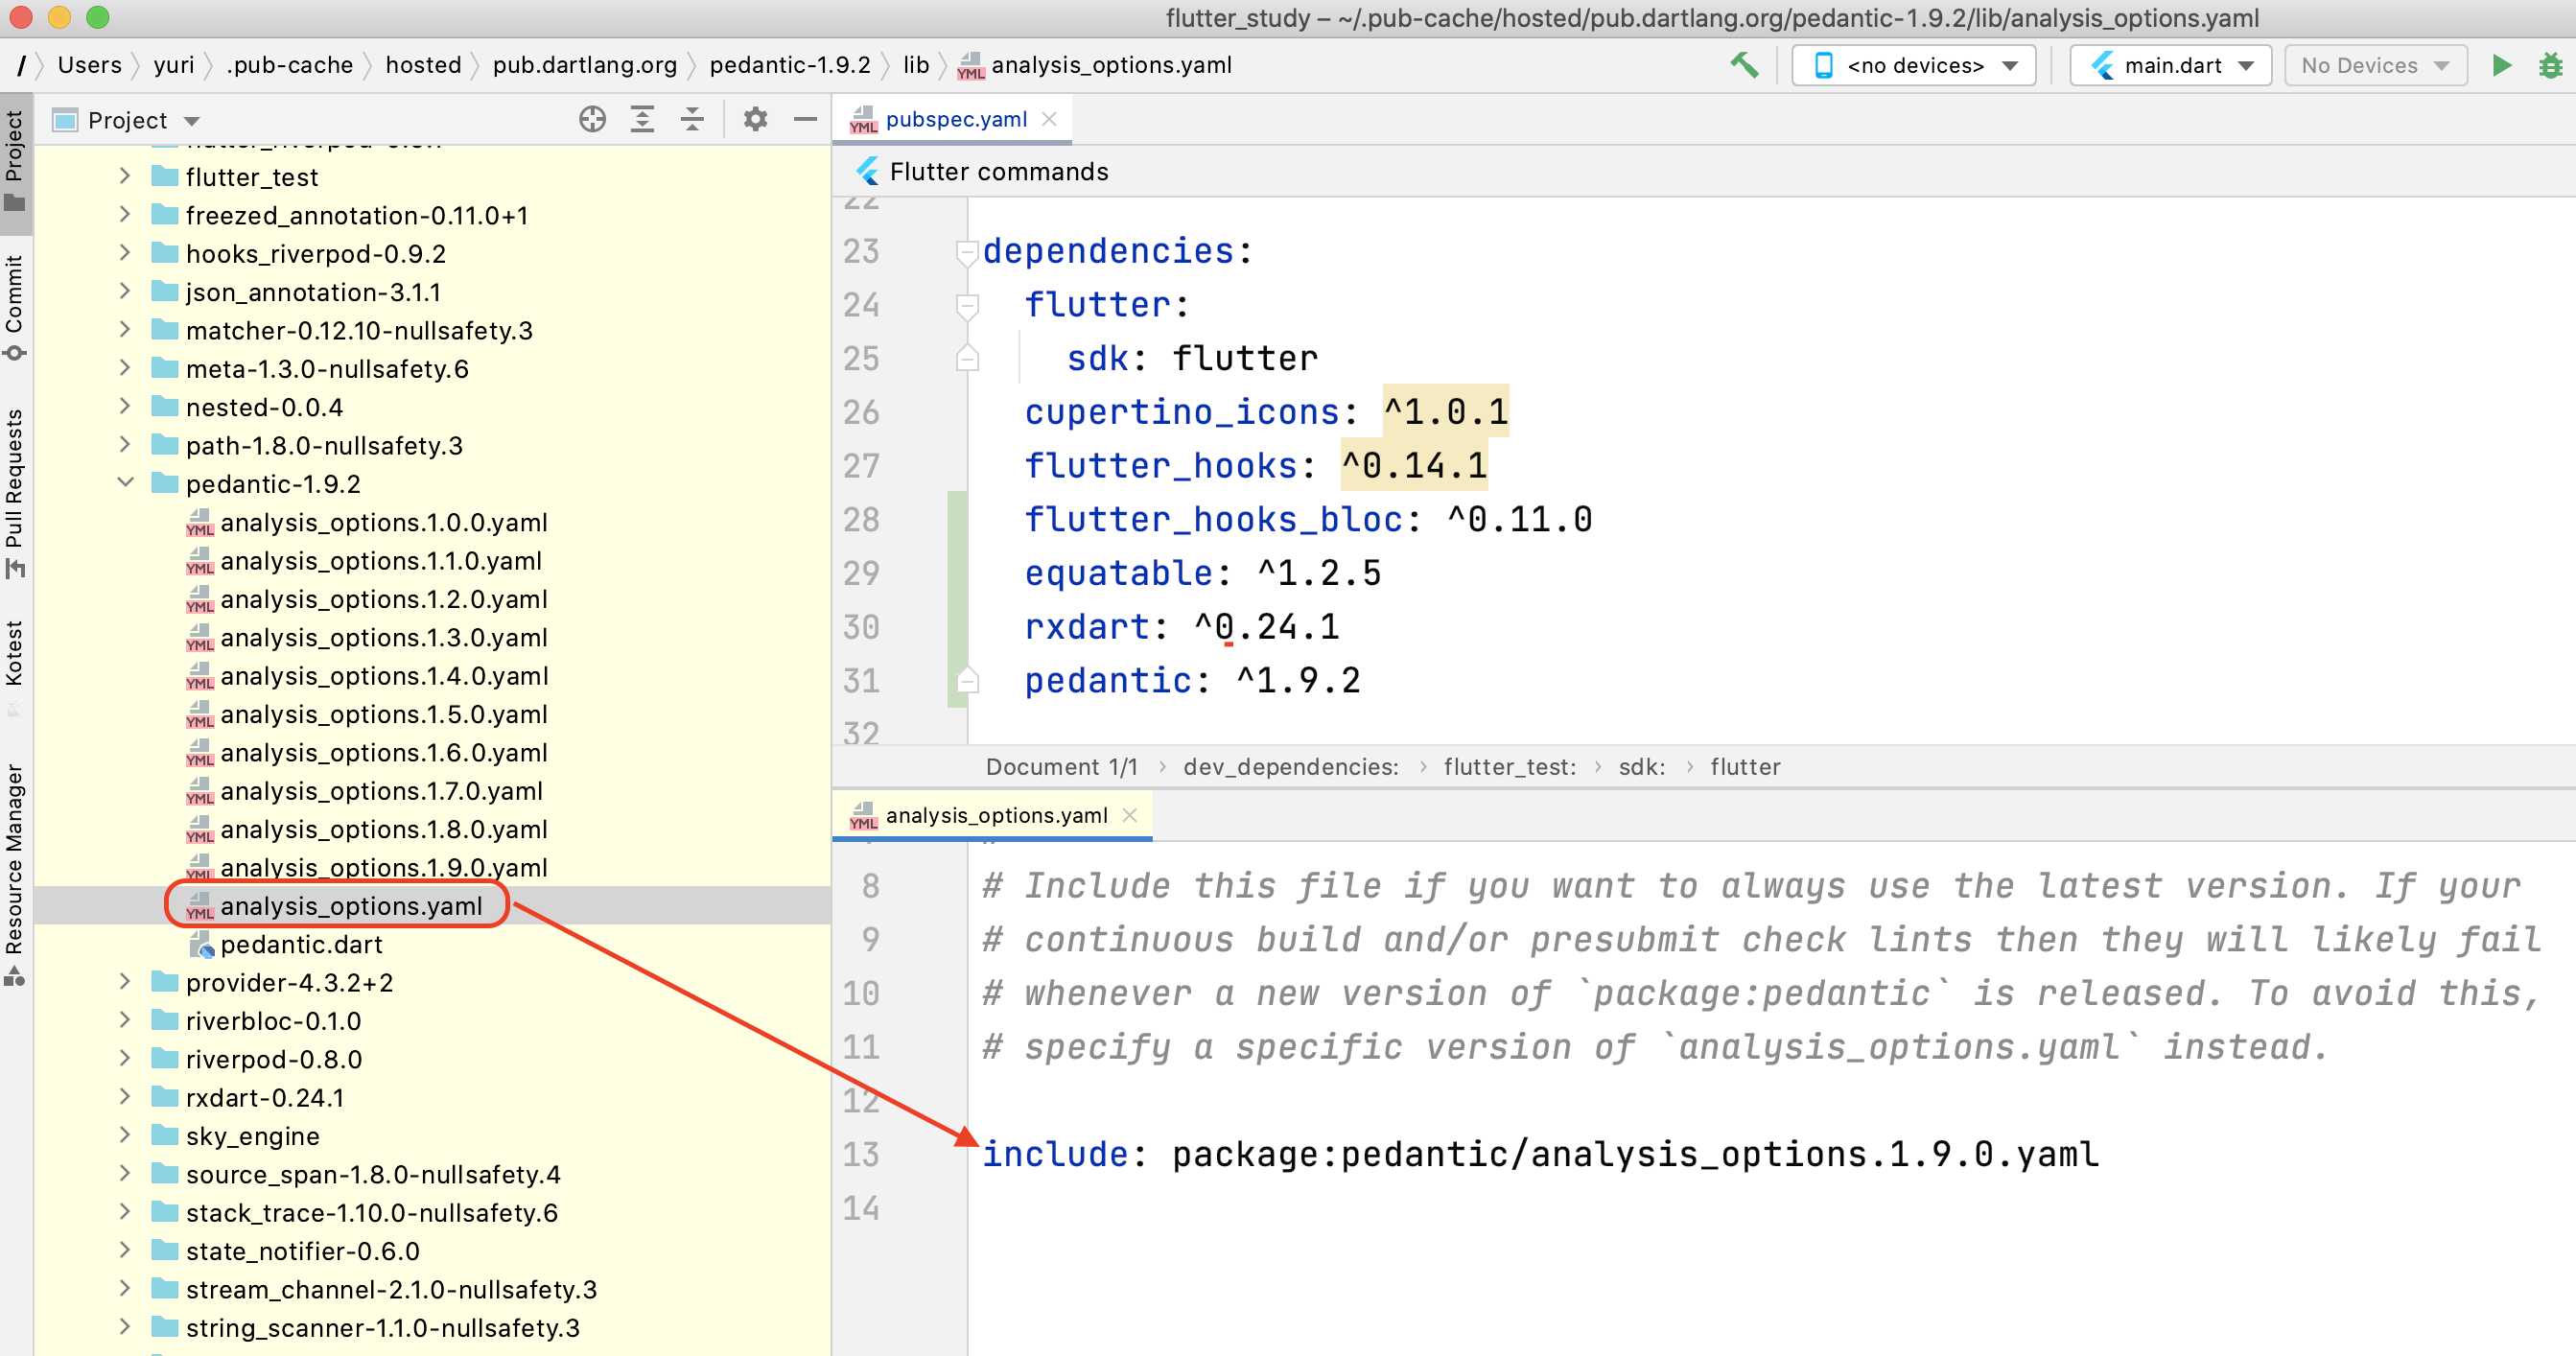 flutter_study – ~/.pub-cache/hosted/pub.dartlang.org/pedantic-1.9.2/lib/analysis_options.yaml
/ Users yuri .pub-cache hosted pub.dartlang.org pedantic-1.9.2 lib YML analysis_options.yaml <no devices> main.dart No Devices
Project
Commit
Pull Requests
Kotest
Resource Manager
Project
flutter_test
freezed_annotation-0.11.0+1
hooks_riverpod-0.9.2
json_annotation-3.1.1
matcher-0.12.10-nullsafety.3
meta-1.3.0-nullsafety.6
nested-0.0.4
path-1.8.0-nullsafety.3
pedantic-1.9.2
YML analysis_options.1.0.0.yaml
YML analysis_options.1.1.0.yaml
YML analysis_options.1.2.0.yaml
YML analysis_options.1.3.0.yaml
YML analysis_options.1.4.0.yaml
YML analysis_options.1.5.0.yaml
YML analysis_options.1.6.0.yaml
YML analysis_options.1.7.0.yaml
YML analysis_options.1.8.0.yaml
YML analysis_options.1.9.0.yaml
YML analysis_options.yaml
pedantic.dart
provider-4.3.2+2
riverbloc-0.1.0
riverpod-0.8.0
rxdart-0.24.1
sky_engine
source_span-1.8.0-nullsafety.4
stack_trace-1.10.0-nullsafety.6
state_notifier-0.6.0
stream_channel-2.1.0-nullsafety.3
string_scanner-1.1.0-nullsafety.3
YML pubspec.yaml
Flutter commands
22
23 dependencies:
24 flutter:
25 sdk: flutter
26 cupertino_icons: ^1.0.1
27 flutter_hooks: ^0.14.1
28 flutter_hooks_bloc: ^0.11.0
29 equatable: ^1.2.5
30 rxdart: ^0.24.1
31 pedantic: ^1.9.2
32
Document 1/1 › dev_dependencies: › flutter_test: › sdk: › flutter
YML analysis_options.yaml
8 # Include this file if you want to always use the latest version. If your
9 # continuous build and/or presubmit check lints then they will likely fail
10 # whenever a new version of `package:pedantic` is released. To avoid this,
11 # specify a specific version of `analysis_options.yaml` instead.
12
13 include: package:pedantic/analysis_options.1.9.0.yaml
14